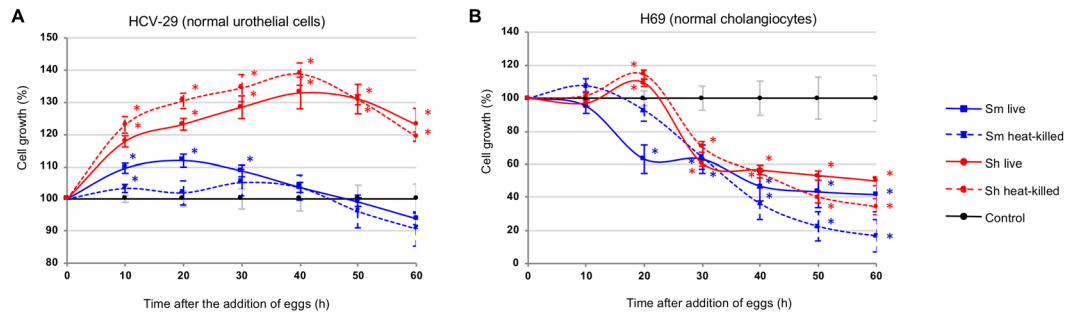 A
HCV-29 (normal urothelial cells)
150
140
130
120
110
100
90
80
Cell growth (%)
0 10 20 30 40 50 60
Time after the addition of eggs (h)
* * * * * * * * * * * * * * * *
B
H69 (normal cholangiocytes)
140
120
100
80
60
40
20
0
Cell growth (%)
0 10 20 30 40 50 60
Time after addition of eggs (h)
Sm live
Sm heat-killed
Sh live
Sh heat-killed
Control